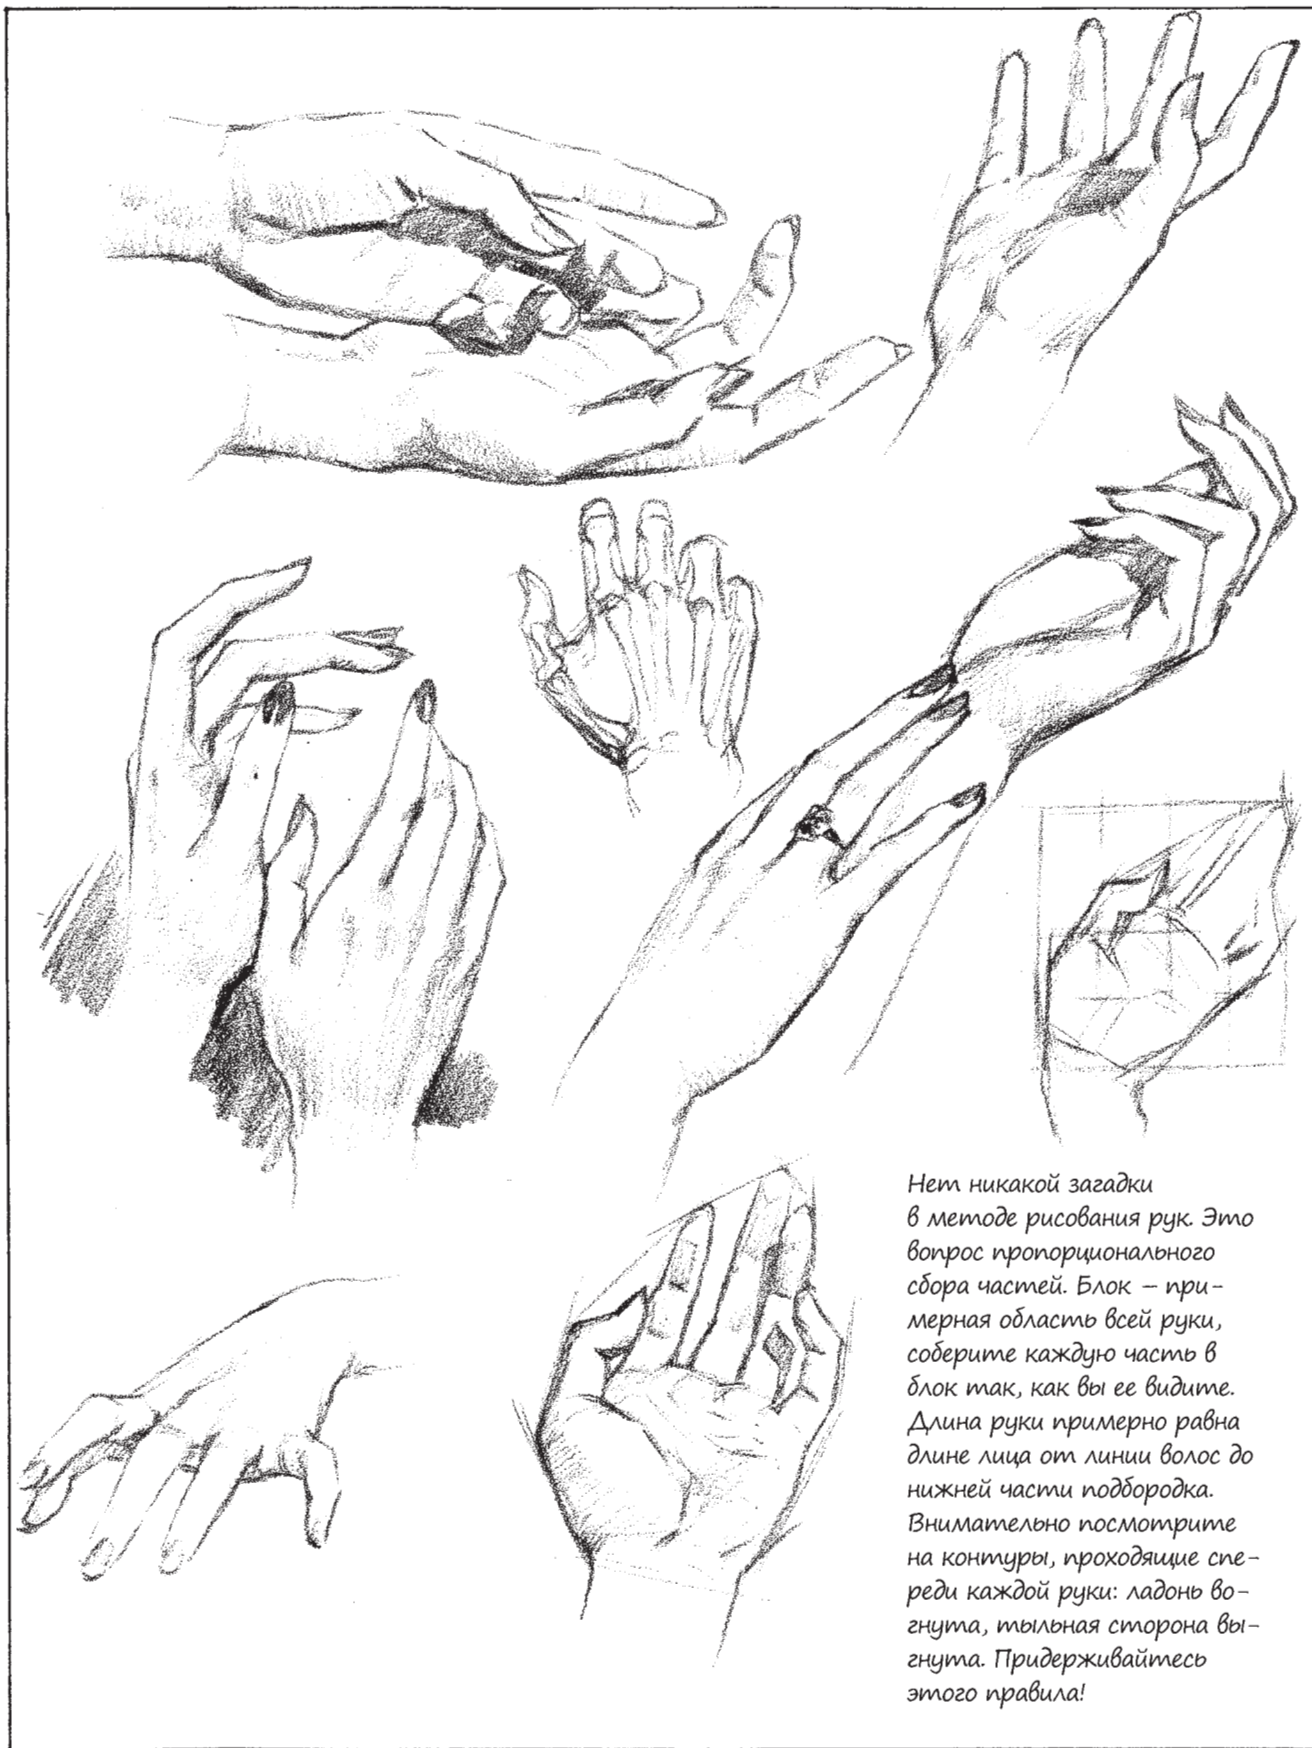 Нет никакой загадки
в методе рисования рук. Это
вопрос пропорционального
сбора частей. Блок – при-
мерная область всей руки,
соберите каждую часть в
блок так, как вы ее видите.
Длина руки примерно равна
длине лица от линии волос до
нижней части подбородка.
Внимательно посмотрите
на контуры, проходящие спе-
реди каждой руки: ладонь во-
гнута, тыльная сторона вы-
гнута. Придерживайтесь
этого правила!